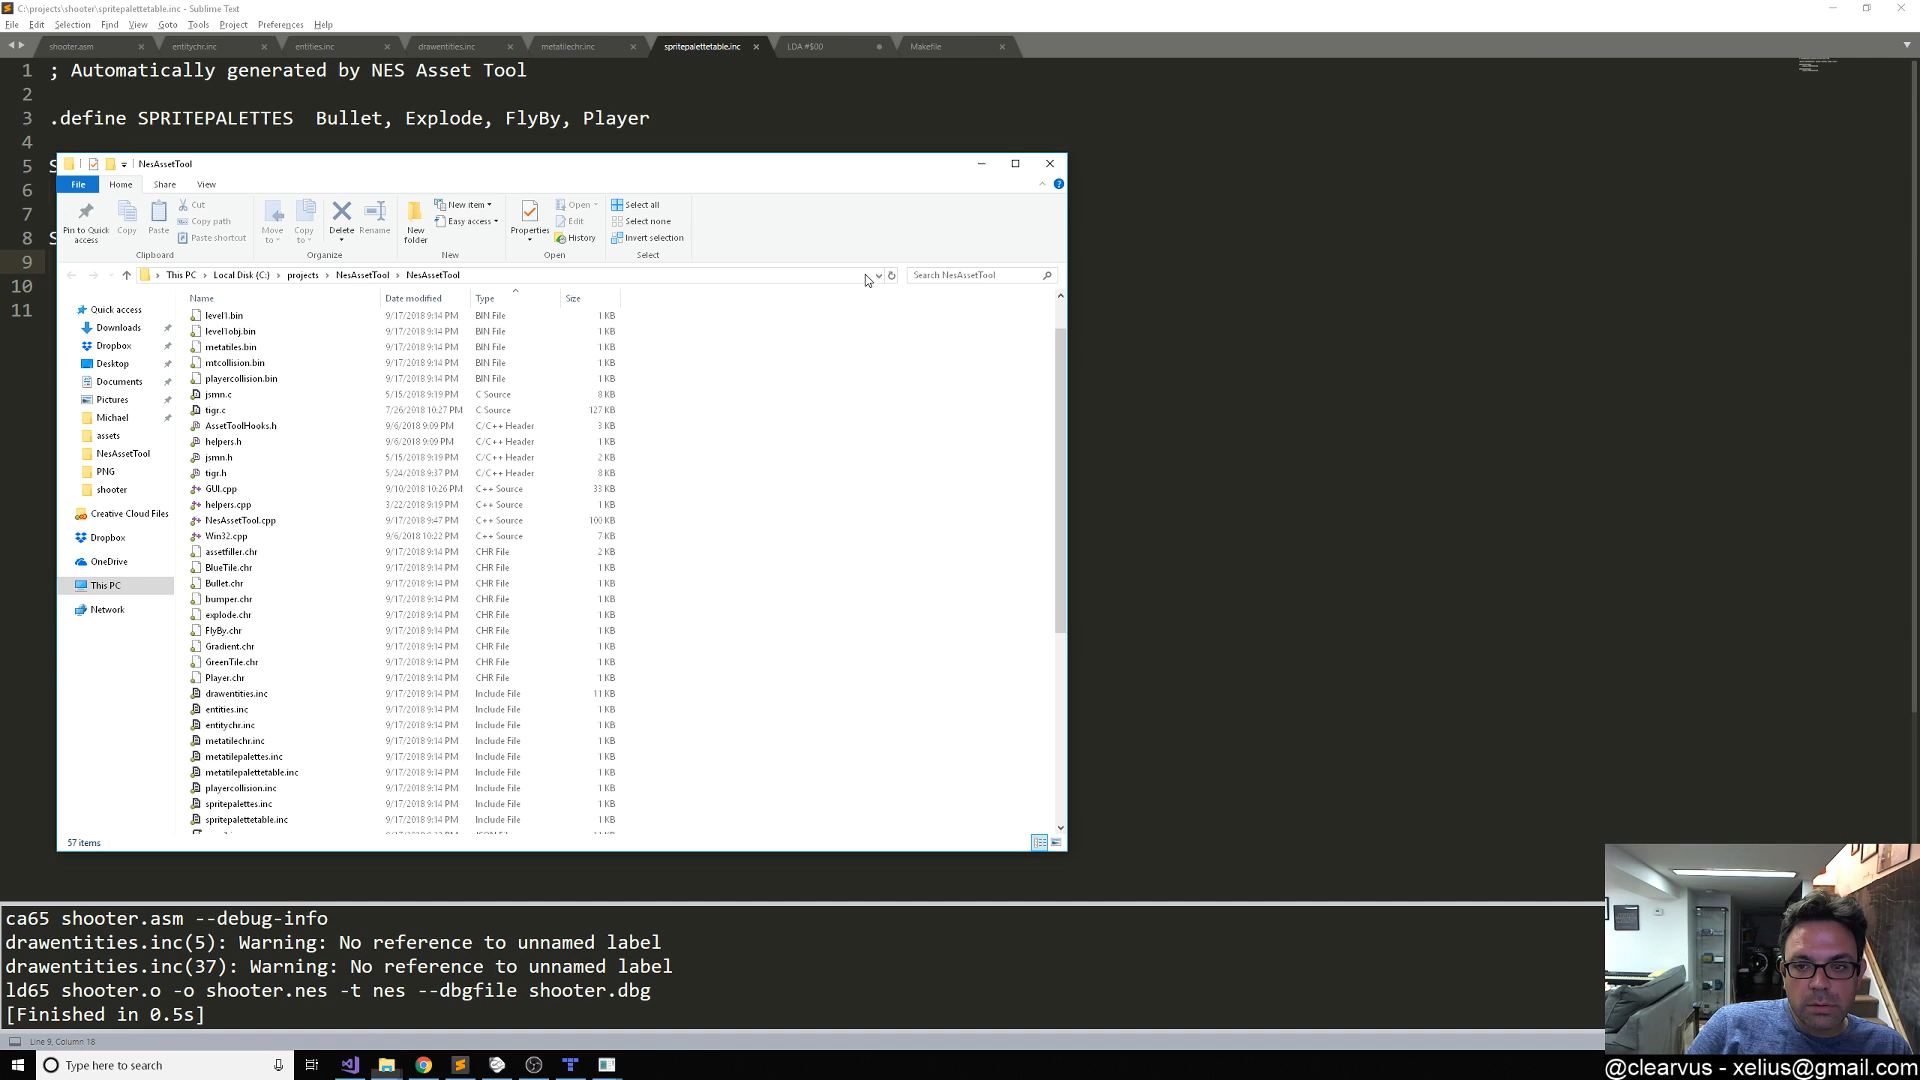 C:\projects\shooter\spritepalettetable.inc - Sublime Text
File Edit Selection Find View Goto Tools Project Preferences Help
shooter.asm entitychr.inc entities.inc drawentities.inc metatilechr.inc spritepalettetable.inc LDA #$00 Makefile
1 ; Automatically generated by NES Asset Tool
2
3 .define SPRITEPALETTES Bullet, Explode, FlyBy, Player
4
5 S
6
7
8 S
9
10
11
NesAssetTool
File Home Share View
Pin to Quick access Copy Paste Cut Copy path Paste shortcut Move to Copy to Delete Rename New folder New item Easy access Properties Open Edit History Select all Select none Invert selection
Clipboard Organize New Open Select
This PC > Local Disk (C:) > projects > NesAssetTool > NesAssetTool
Search NesAssetTool
Quick access
Downloads
Dropbox
Desktop
Documents
Pictures
Michael
assets
NesAssetTool
PNG
shooter
Creative Cloud Files
Dropbox
OneDrive
This PC
Network
Name Date modified Type Size
level1.bin 9/17/2018 9:14 PM BIN File 1 KB
level1obj.bin 9/17/2018 9:14 PM BIN File 1 KB
metatiles.bin 9/17/2018 9:14 PM BIN File 1 KB
mtcollision.bin 9/17/2018 9:14 PM BIN File 1 KB
playercollision.bin 9/17/2018 9:14 PM BIN File 1 KB
jsmn.c 5/15/2018 9:19 PM C Source 8 KB
tigr.c 7/26/2018 10:27 PM C Source 127 KB
AssetToolHooks.h 9/6/2018 9:09 PM C/C++ Header 3 KB
helpers.h 9/6/2018 9:09 PM C/C++ Header 1 KB
jsmn.h 5/15/2018 9:19 PM C/C++ Header 2 KB
tigr.h 5/24/2018 9:37 PM C/C++ Header 8 KB
GUI.cpp 9/10/2018 10:26 PM C++ Source 33 KB
helpers.cpp 3/22/2018 9:19 PM C++ Source 1 KB
NesAssetTool.cpp 9/17/2018 9:47 PM C++ Source 100 KB
Win32.cpp 9/6/2018 10:22 PM C++ Source 7 KB
assetfiller.chr 9/17/2018 9:14 PM CHR File 2 KB
BlueTile.chr 9/17/2018 9:14 PM CHR File 1 KB
Bullet.chr 9/17/2018 9:14 PM CHR File 1 KB
bumper.chr 9/17/2018 9:14 PM CHR File 1 KB
explode.chr 9/17/2018 9:14 PM CHR File 1 KB
FlyBy.chr 9/17/2018 9:14 PM CHR File 1 KB
Gradient.chr 9/17/2018 9:14 PM CHR File 1 KB
GreenTile.chr 9/17/2018 9:14 PM CHR File 1 KB
Player.chr 9/17/2018 9:14 PM CHR File 1 KB
drawentities.inc 9/17/2018 9:14 PM Include File 11 KB
entities.inc 9/17/2018 9:14 PM Include File 1 KB
entitychr.inc 9/17/2018 9:14 PM Include File 1 KB
metatilechr.inc 9/17/2018 9:14 PM Include File 1 KB
metatilepalettes.inc 9/17/2018 9:14 PM Include File 1 KB
metatilepalettetable.inc 9/17/2018 9:14 PM Include File 1 KB
playercollision.inc 9/17/2018 9:14 PM Include File 1 KB
spritepalettes.inc 9/17/2018 9:14 PM Include File 1 KB
spritepalettetable.inc 9/17/2018 9:14 PM Include File 1 KB
57 items
ca65 shooter.asm --debug-info
drawentities.inc(5): Warning: No reference to unnamed label
drawentities.inc(37): Warning: No reference to unnamed label
ld65 shooter.o -o shooter.nes -t nes --dbgfile shooter.dbg
[Finished in 0.5s]
Line 9, Column 18
Type here to search
@clearvus - xelius@gmail.com